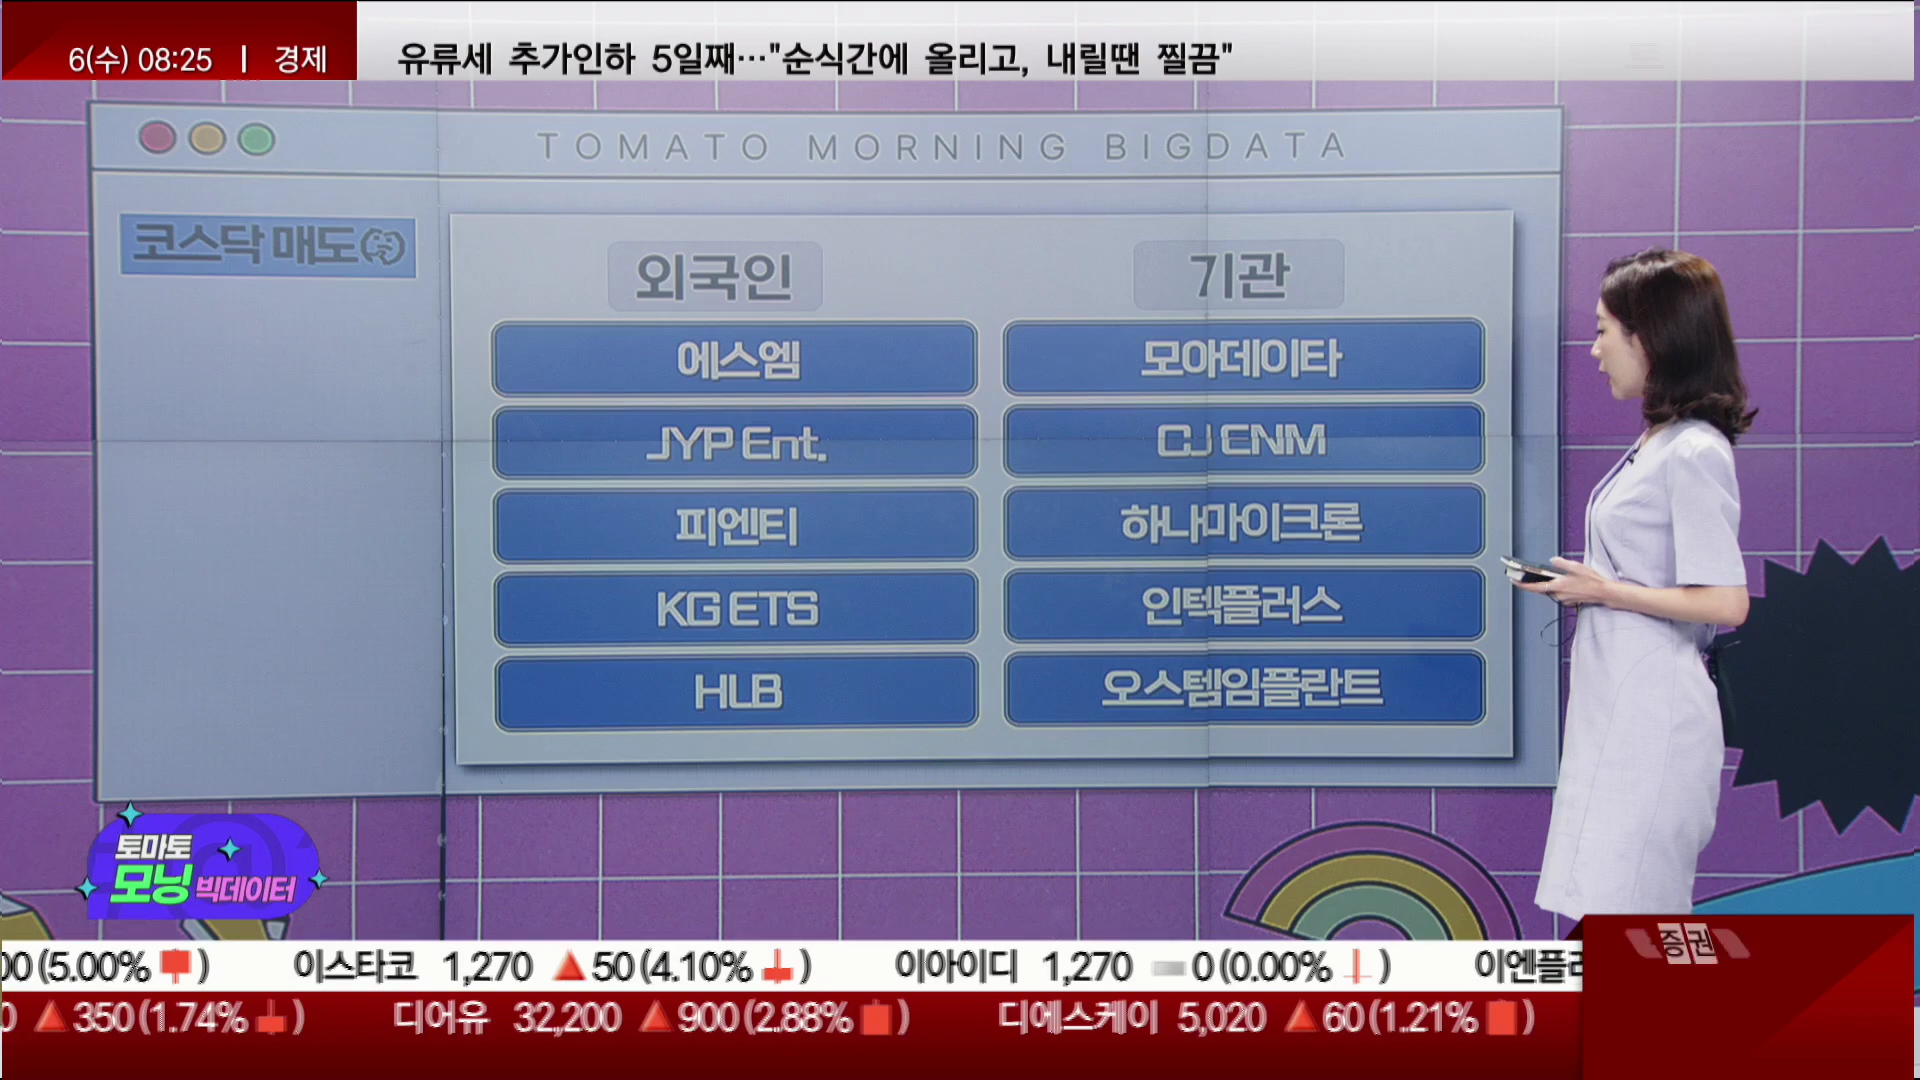 6(수) 08:25 | 경제
유류세 추가인하 5일째…"순식간에 올리고, 내릴땐 찔끔"
TOMATO MORNING BIGDATA
코스닥 매도
외국인 기관
에스엠 모아데이타
JYP Ent. CJ ENM
피엔티 하나마이크론
KG ETS 인텍플러스
HLB 오스템임플란트
토마토
모닝 빅데이터
00(5.00% ) 이스타코 1,270 ▲50(4.10% ) 이아이디 1,270 0(0.00% ) 이엔플러
증권
0 ▲350(1.74% ) 디어유 32,200 ▲900(2.88% ) 디에스케이 5,020 ▲60(1.21% )